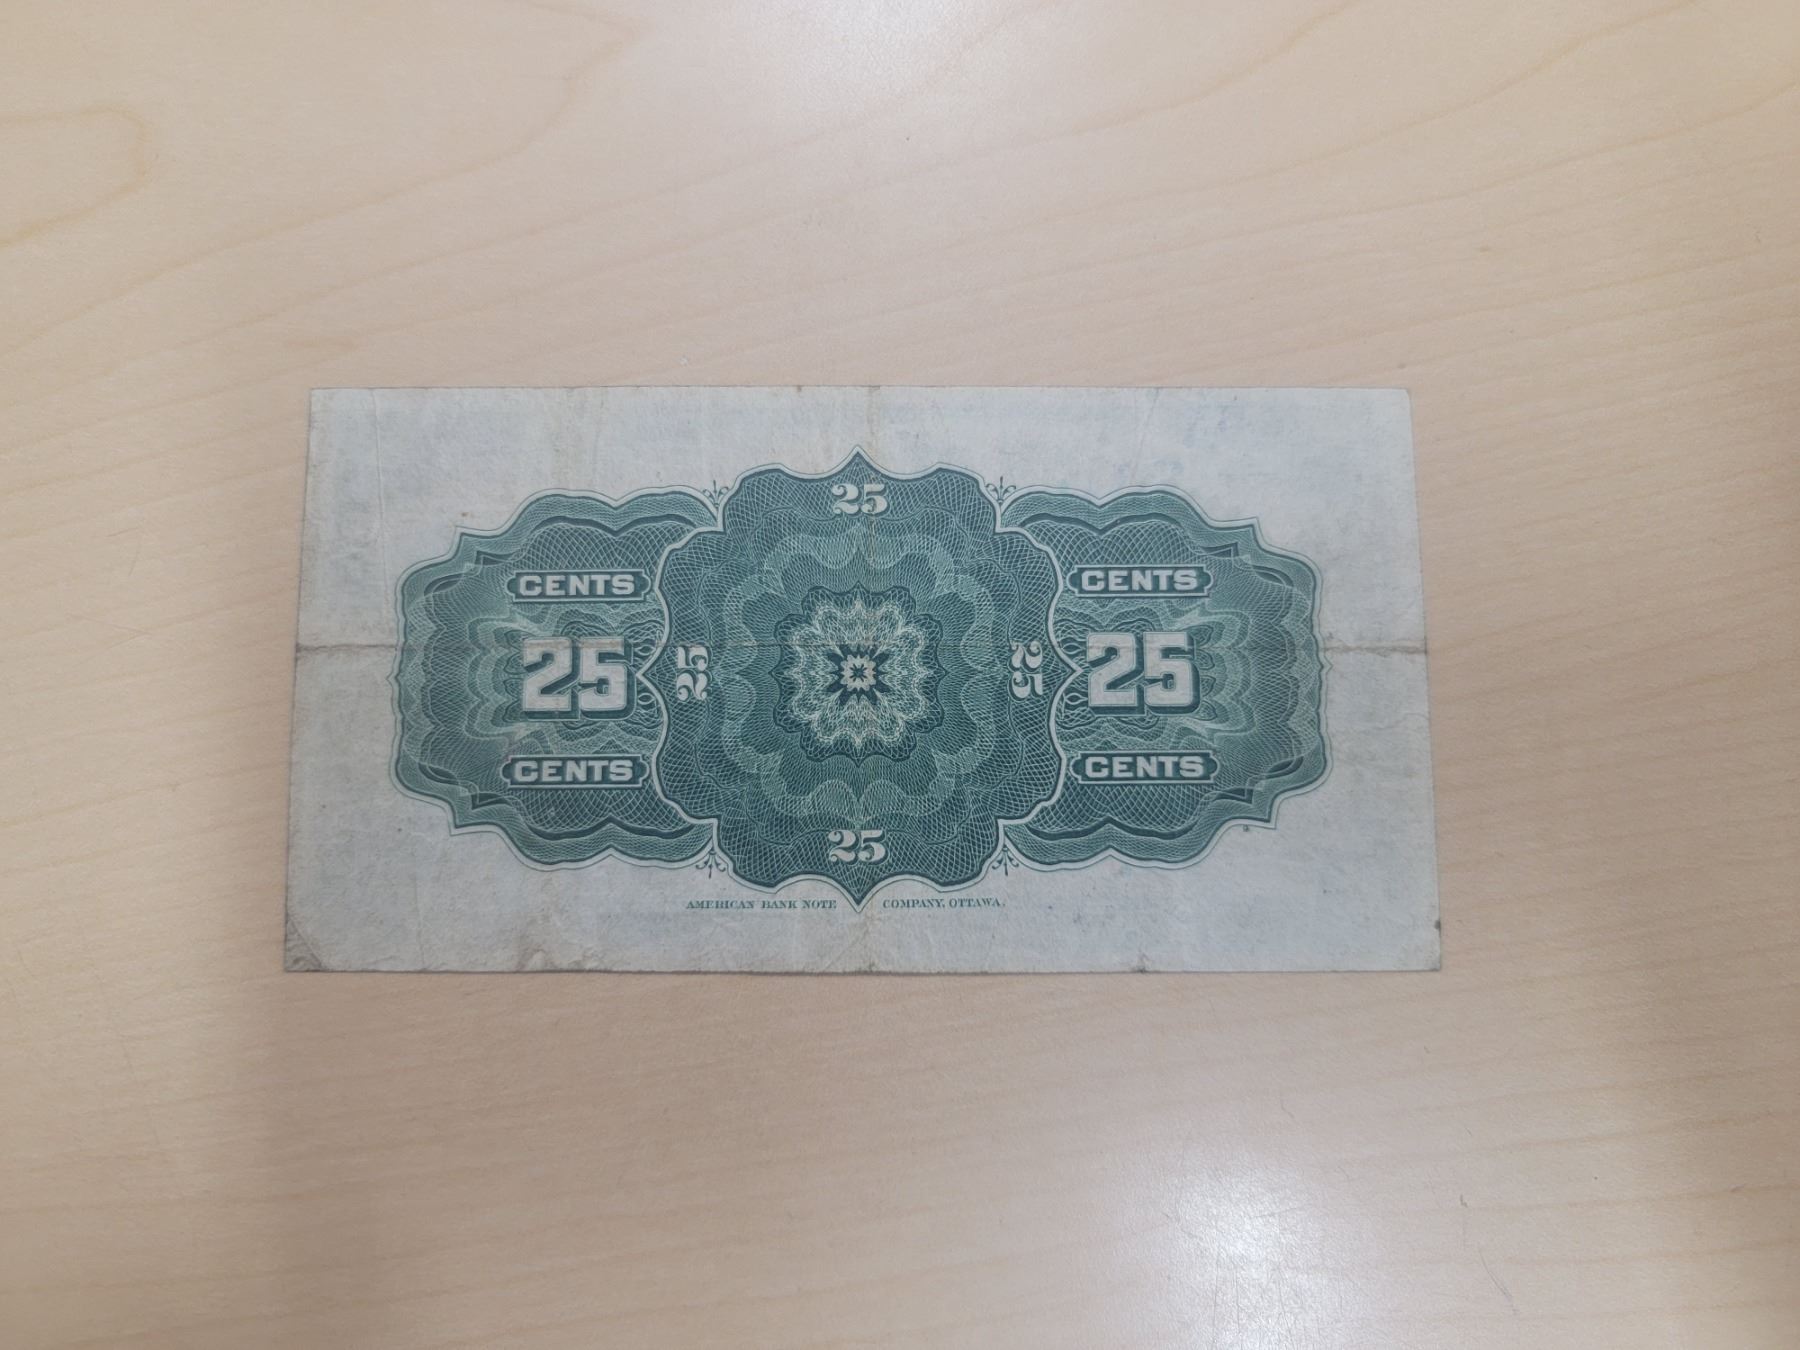 25
CENTS CENTS
25 25 25 25
CENTS CENTS
25
AMERICAN BANK NOTE COMPANY, OTTAWA.